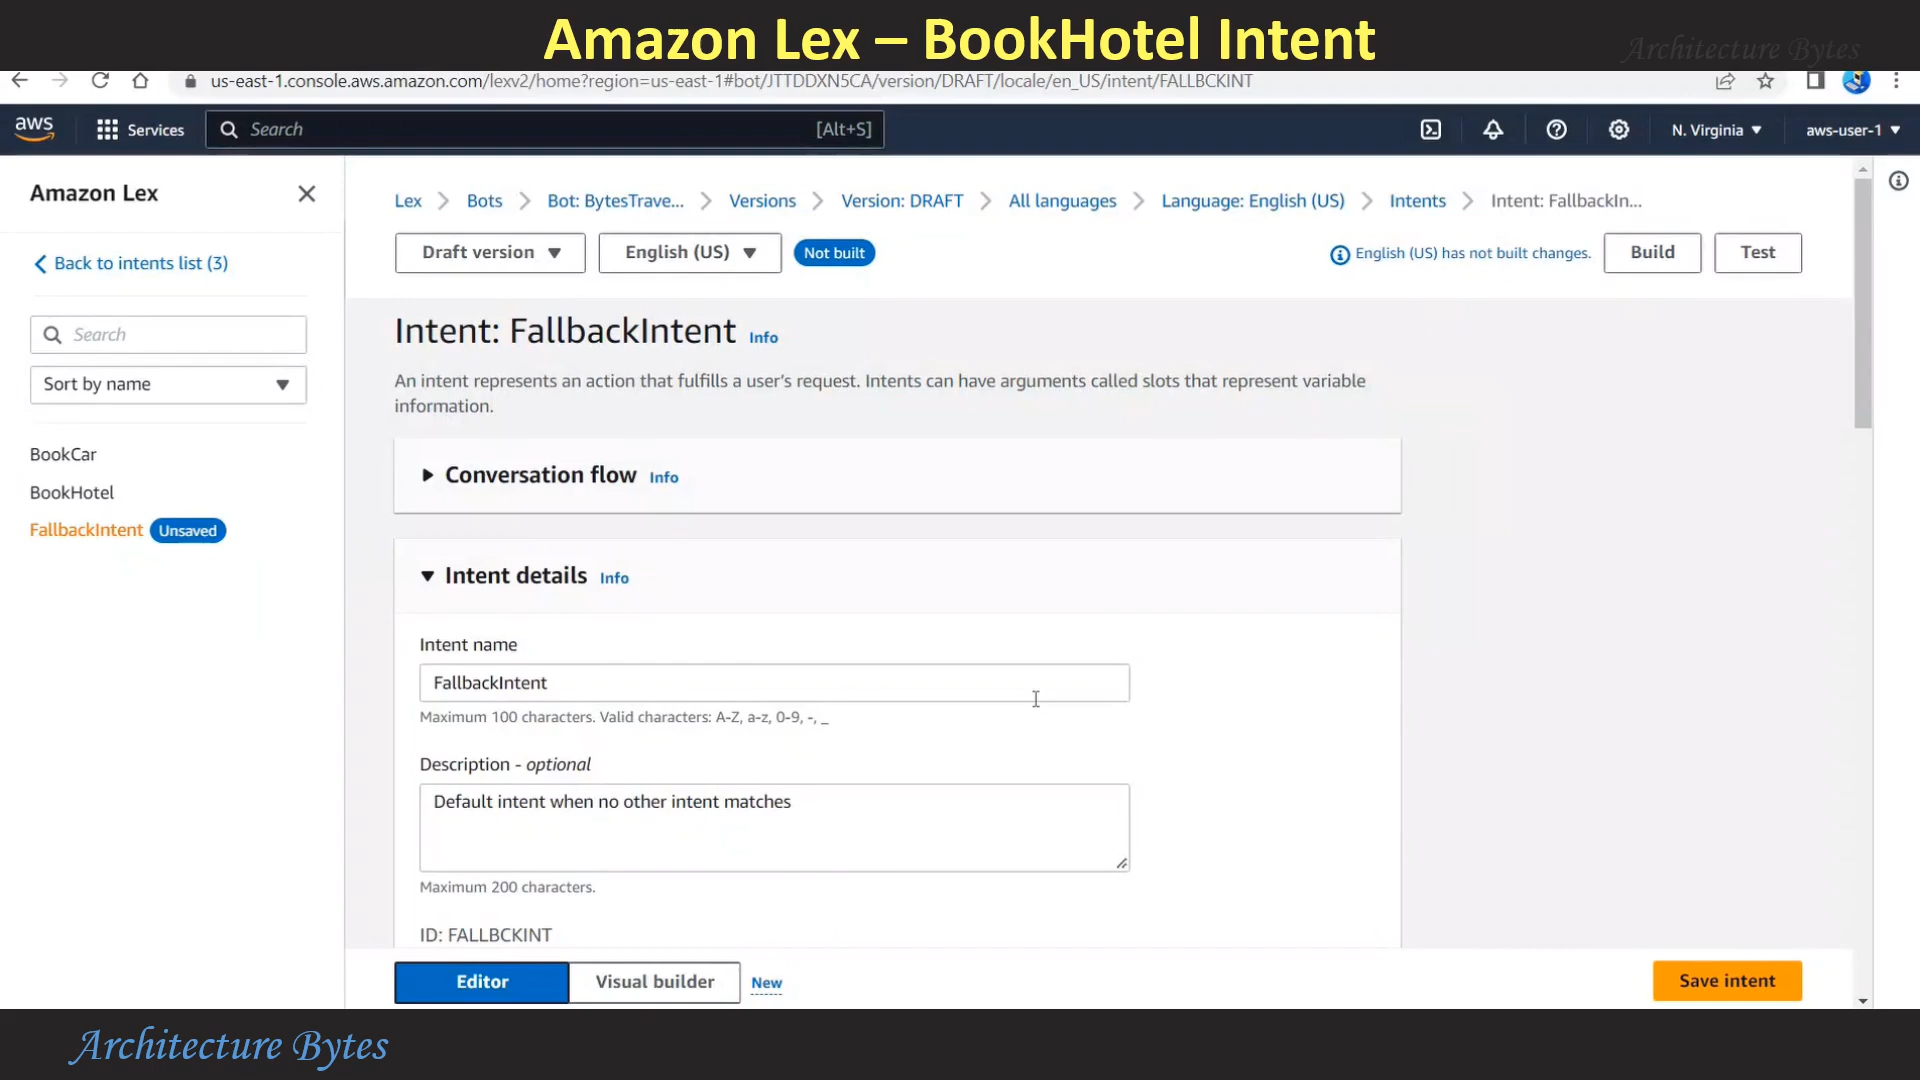 Amazon Lex – BookHotel Intent
Architecture Bytes
us-east-1.console.aws.amazon.com/lexv2/home?region=us-east-1#bot/JTTDDXN5CA/version/DRAFT/locale/en_US/intent/FALLBCKINT
aws Services Search [Alt+S] N. Virginia aws-user-1
Amazon Lex
Back to intents list (3)
Search
Sort by name
BookCar
BookHotel
FallbackIntent Unsaved
Lex Bots Bot: BytesTrave... Versions Version: DRAFT All languages Language: English (US) Intents Intent: FallbackIn...
Draft version English (US) Not built English (US) has not built changes. Build Test
Intent: FallbackIntent Info
An intent represents an action that fulfills a user's request. Intents can have arguments called slots that represent variable
information.
Conversation flow Info
Intent details Info
Intent name
FallbackIntent
Maximum 100 characters. Valid characters: A-Z, a-z, 0-9, -, _
Description - optional
Default intent when no other intent matches
Maximum 200 characters.
ID: FALLBCKINT
Editor Visual builder New Save intent
Architecture Bytes